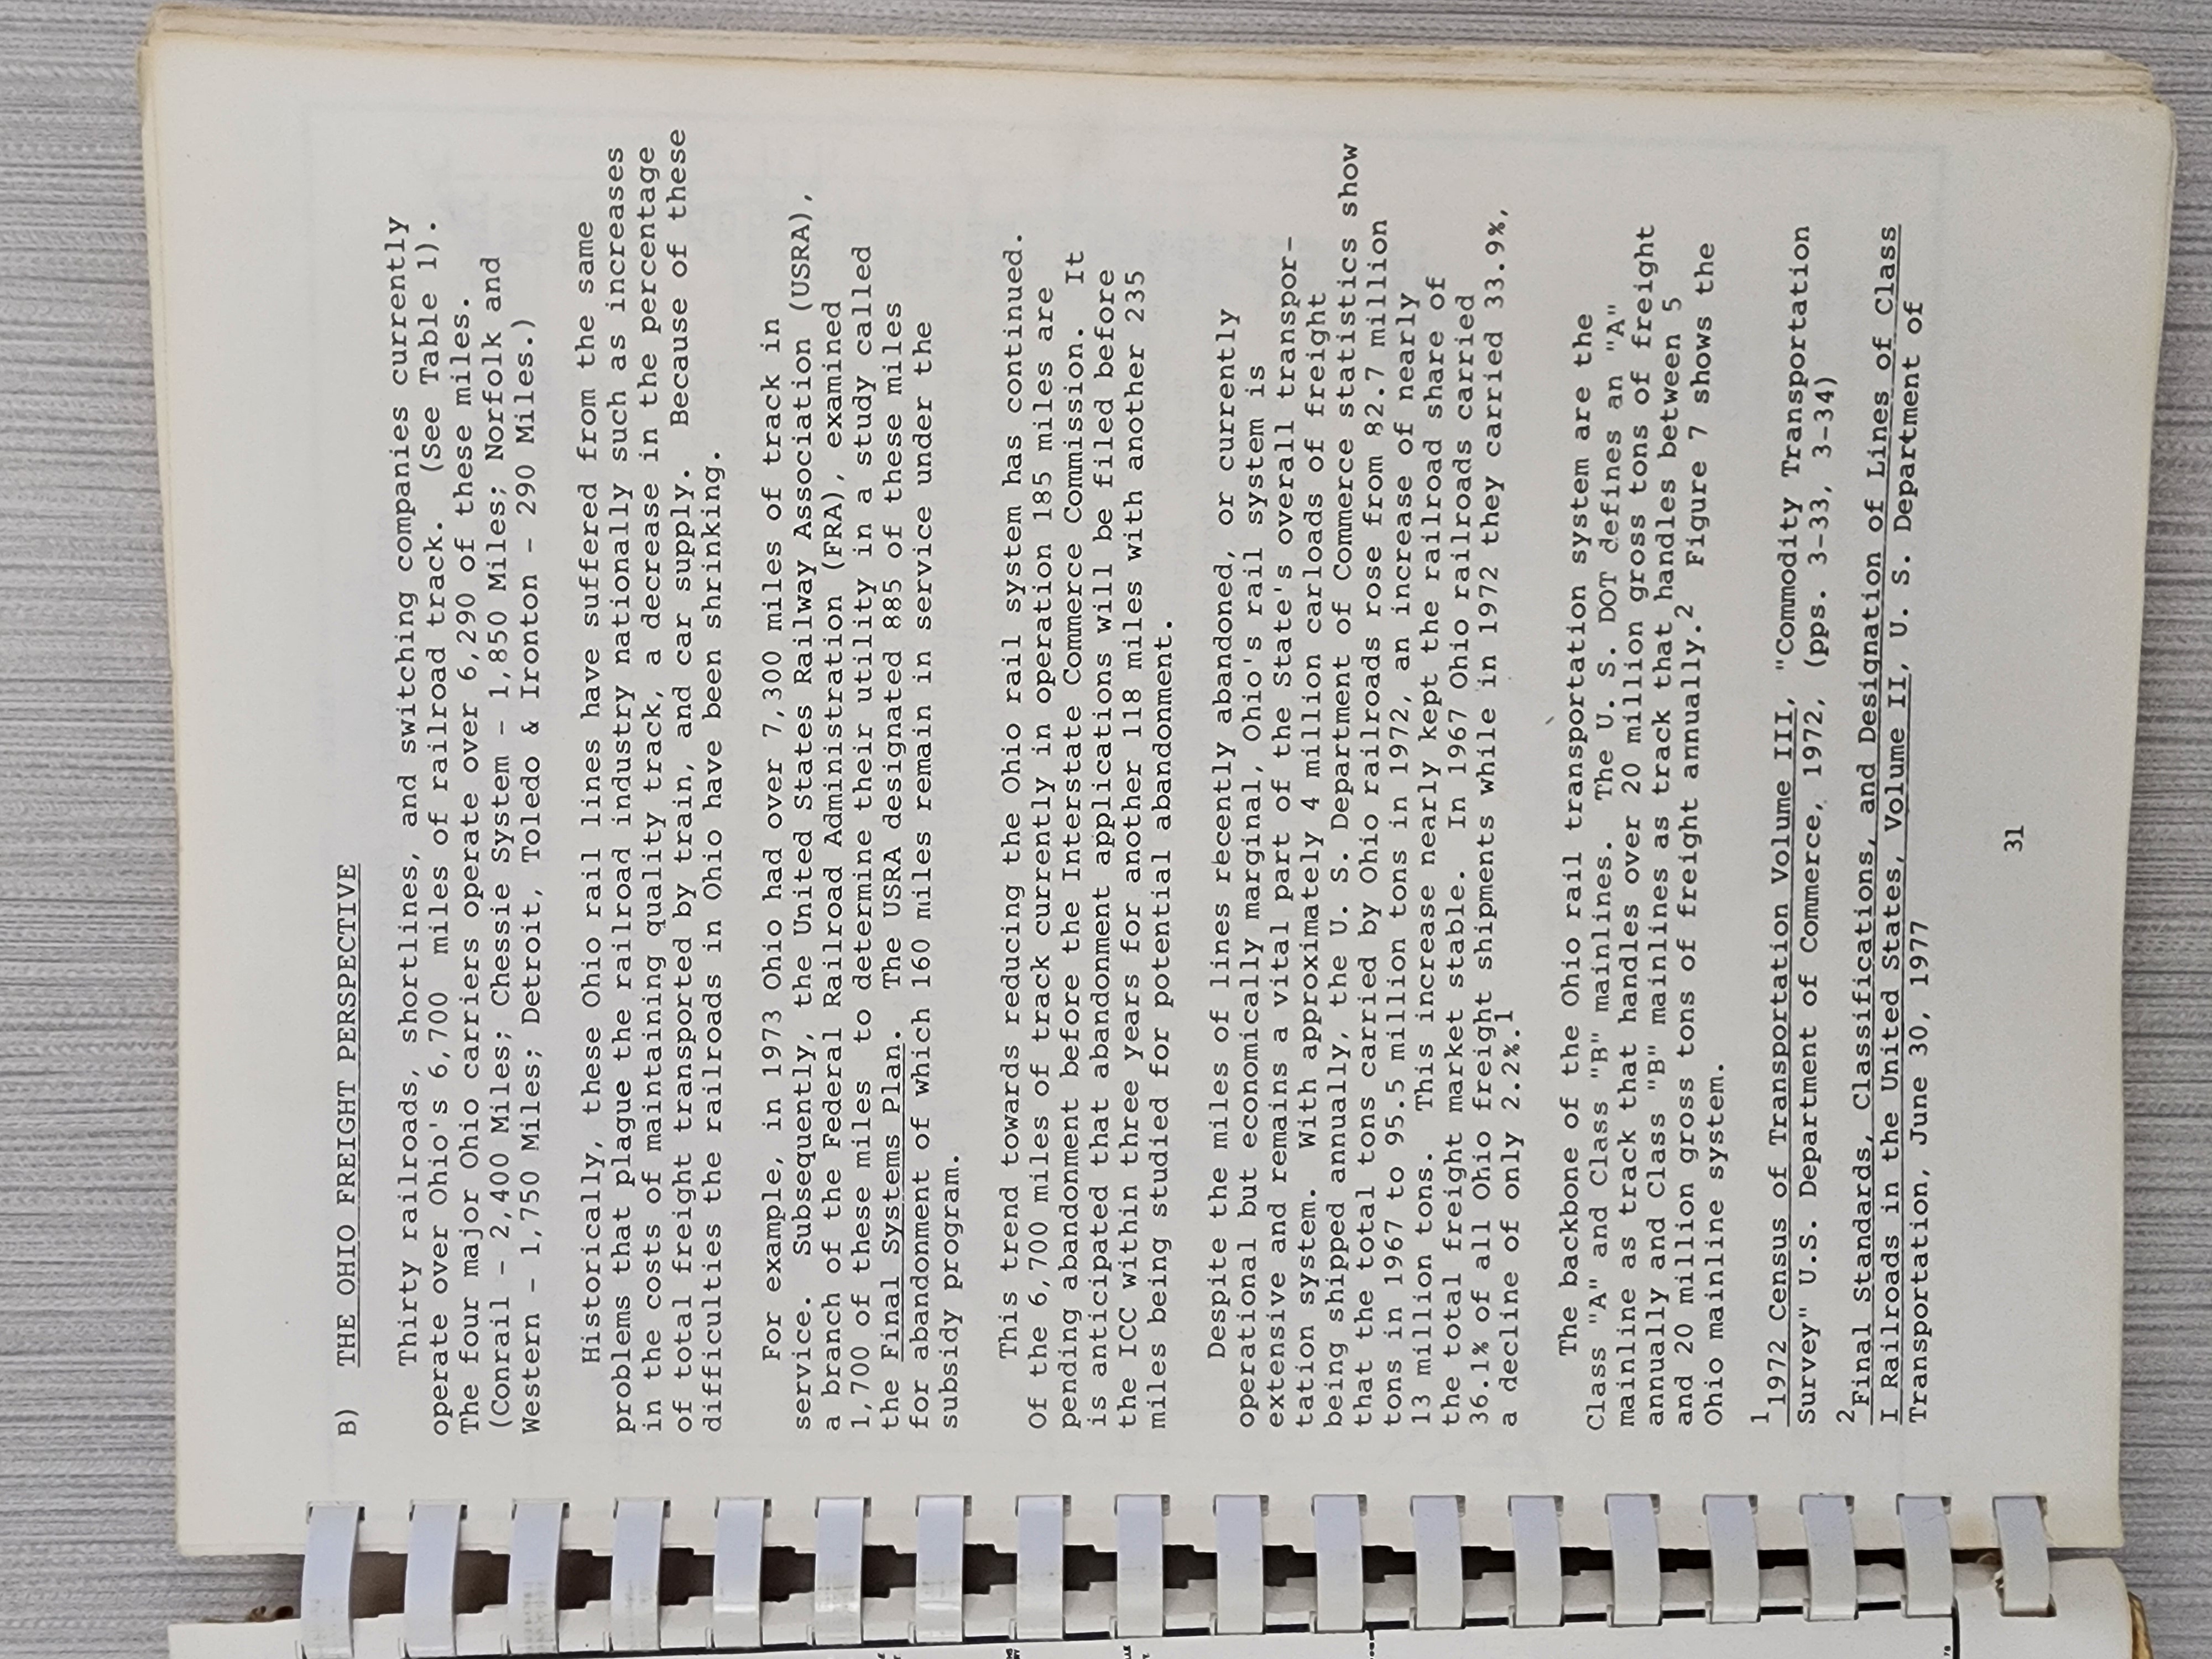 B) THE OHIO FREIGHT PERSPECTIVE
Thirty railroads, shortlines, and switching companies currently
operate over Ohio's 6,700 miles of railroad track. (See Table 1).
The four major Ohio carriers operate over 6,290 of these miles.
(Conrail - 2,400 Miles; Chessie System - 1,850 Miles; Norfolk and
Western - 1,750 Miles; Detroit, Toledo & Ironton - 290 Miles.)
Historically, these Ohio rail lines have suffered from the same
problems that plague the railroad industry nationally such as increases
in the costs of maintaining quality track, a decrease in the percentage
of total freight transported by train, and car supply. Because of these
difficulties the railroads in Ohio have been shrinking.
For example, in 1973 Ohio had over 7,300 miles of track in
service. Subsequently, the United States Railway Association (USRA),
a branch of the Federal Railroad Administration (FRA), examined
1,700 of these miles to determine their utility in a study called
the Final Systems Plan. The USRA designated 885 of these miles
for abandonment of which 160 miles remain in service under the
subsidy program.
This trend towards reducing the Ohio rail system has continued.
Of the 6,700 miles of track currently in operation 185 miles are
pending abandonment before the Interstate Commerce Commission. It
is anticipated that abandonment applications will be filed before
the ICC within three years for another 118 miles with another 235
miles being studied for potential abandonment.
Despite the miles of lines recently abandoned, or currently
operational but economically marginal, Ohio's rail system is
extensive and remains a vital part of the State's overall transpor-
tation system. With approximately 4 million carloads of freight
being shipped annually, the U. S. Department of Commerce statistics show
that the total tons carried by Ohio railroads rose from 82.7 million
tons in 1967 to 95.5 million tons in 1972, an increase of nearly
13 million tons. This increase nearly kept the railroad share of
the total freight market stable. In 1967 Ohio railroads carried
36.1% of all Ohio freight shipments while in 1972 they carried 33.9%,
a decline of only 2.2%.1
The backbone of the Ohio rail transportation system are the
Class "A" and Class "B" mainlines. The U. S. DOT defines an "A"
mainline as track that handles over 20 million gross tons of freight
annually and Class "B" mainlines as track that handles between 5
and 20 million gross tons of freight annually.2 Figure 7 shows the
Ohio mainline system.
11972 Census of Transportation Volume III, "Commodity Transportation
Survey" U.S. Department of Commerce, 1972, (pps. 3-33, 3-34)
2Final Standards, Classifications, and Designation of Lines of Class
I Railroads in the United States, Volume II, U. S. Department of
Transportation, June 30, 1977
31